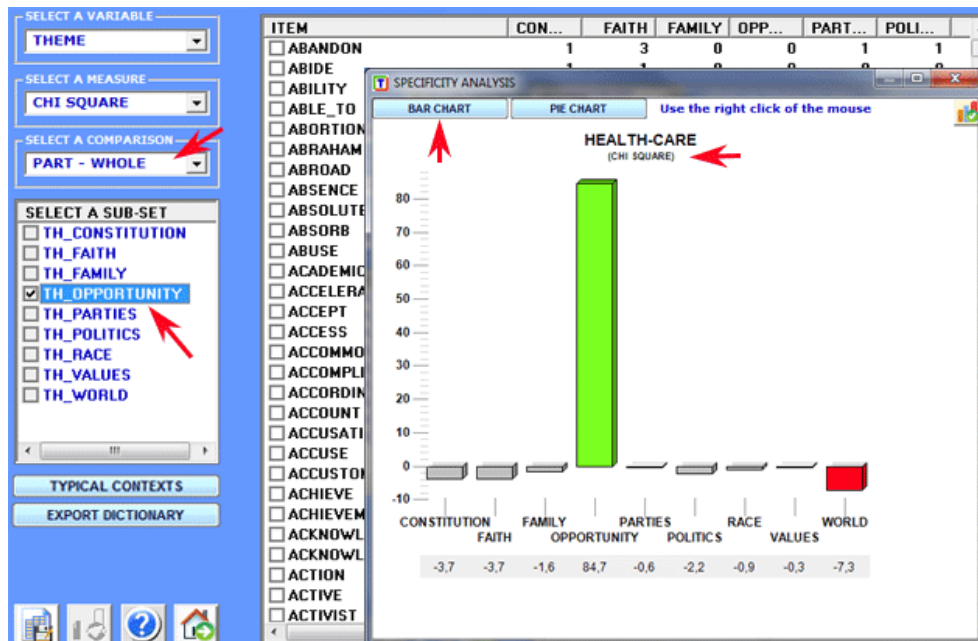 SELECT A VARIABLE
THEME
SELECT A MEASURE
CHI SQUARE
SELECT A COMPARISON
PART - WHOLE
SELECT A SUB-SET
TH_CONSTITUTION
TH_FAITH
TH_FAMILY
TH_OPPORTUNITY
TH_PARTIES
TH_POLITICS
TH_RACE
TH_VALUES
TH_WORLD
TYPICAL CONTEXTS
EXPORT DICTIONARY
ITEM CON... FAITH FAMILY OPP... PART... POLI...
ABANDON 1 3 0 0 1 1
ABIDE
ABILITY
ABLE_TO
ABORTION
ABRAHAM
ABROAD
ABSENCE
ABSOLUTE
ABSORB
ABUSE
ACADEMIC
ACCELERA
ACCEPT
ACCESS
ACCOMMO
ACCOMPLI
ACCORDIN
ACCOUNT
ACCUSATI
ACCUSE
ACCUSTOM
ACHIEVE
ACHIEVEM
ACKNOWL
ACKNOWL
ACTION
ACTIVE
ACTIVIST
SPECIFICITY ANALYSIS
BAR CHART PIE CHART Use the right click of the mouse
HEALTH-CARE
(CHI SQUARE)
80
70
60
50
40
30
20
10
0
-10
CONSTITUTION FAMILY PARTIES RACE WORLD
FAITH OPPORTUNITY POLITICS VALUES
-3,7 -3,7 -1,6 84,7 -0,6 -2,2 -0,9 -0,3 -7,3